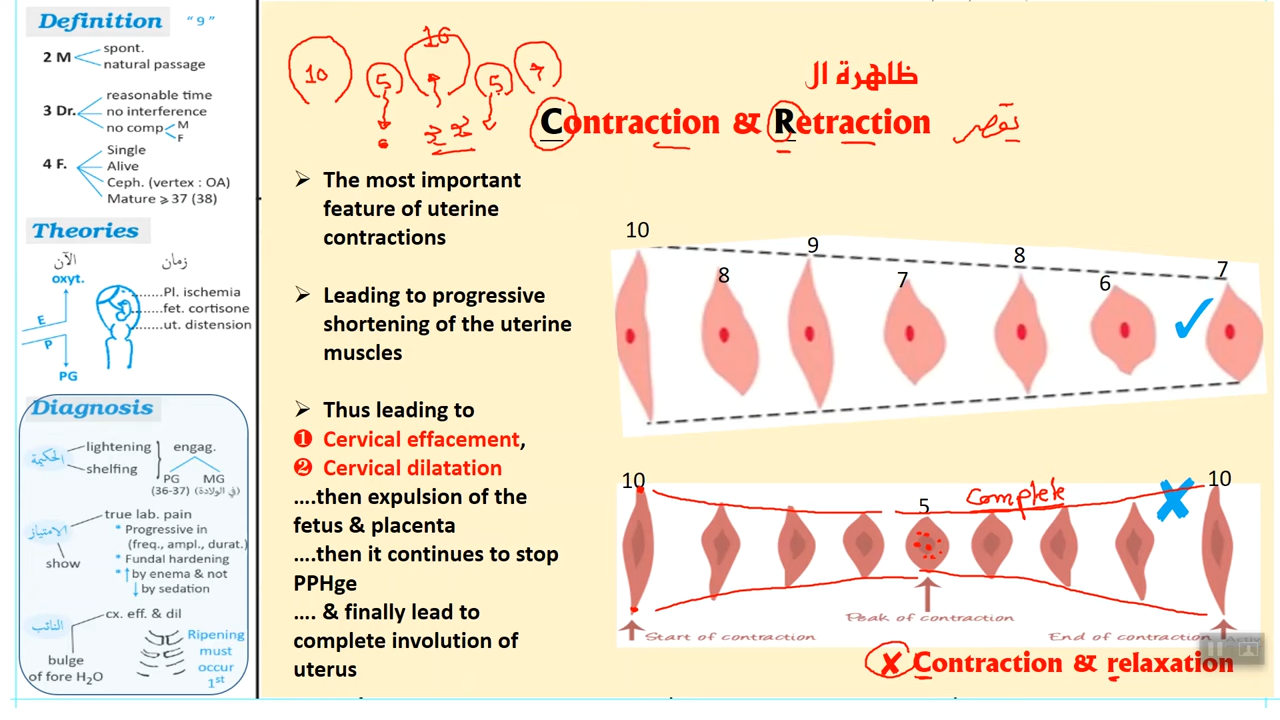 Definition "9"
2 M
spont.
natural passage
3 Dr.
reasonable time
no interference
no comp
M
F
4 F.
Single
Alive
Ceph. (vertex : OA)
Mature ⩾ 37 (38)
Theories
الآن
زمان
oxyt.
Pl. ischemia
fet. cortisone
ut. distension
E
P
PG
Diagnosis
الحكيمة
lightening
shelfing
engag.
PG
MG
(36-37)
(في الولادة)
الامتياز
show
true lab. pain
* Progressive in
(freq., ampl., durat.)
* Fundal hardening
* ↑ by enema & not
↓ by sedation
النائب
cx. eff. & dil
bulge
of fore H₂O
Ripening
must
occur
1st
10
5
16
5
6
ظاهرة ال
Contraction & Retraction
➢ The most important
feature of uterine
contractions
➢ Leading to progressive
shortening of the uterine
muscles
➢ Thus leading to
❶ Cervical effacement,
❷ Cervical dilatation
....then expulsion of the
fetus & placenta
....then it continues to stop
PPHge
.... & finally lead to
complete involution of
uterus
10
8
9
7
8
6
7
10
5
Complete
10
Start of contraction
Peak of contraction
End of contraction
X Contraction & relaxation